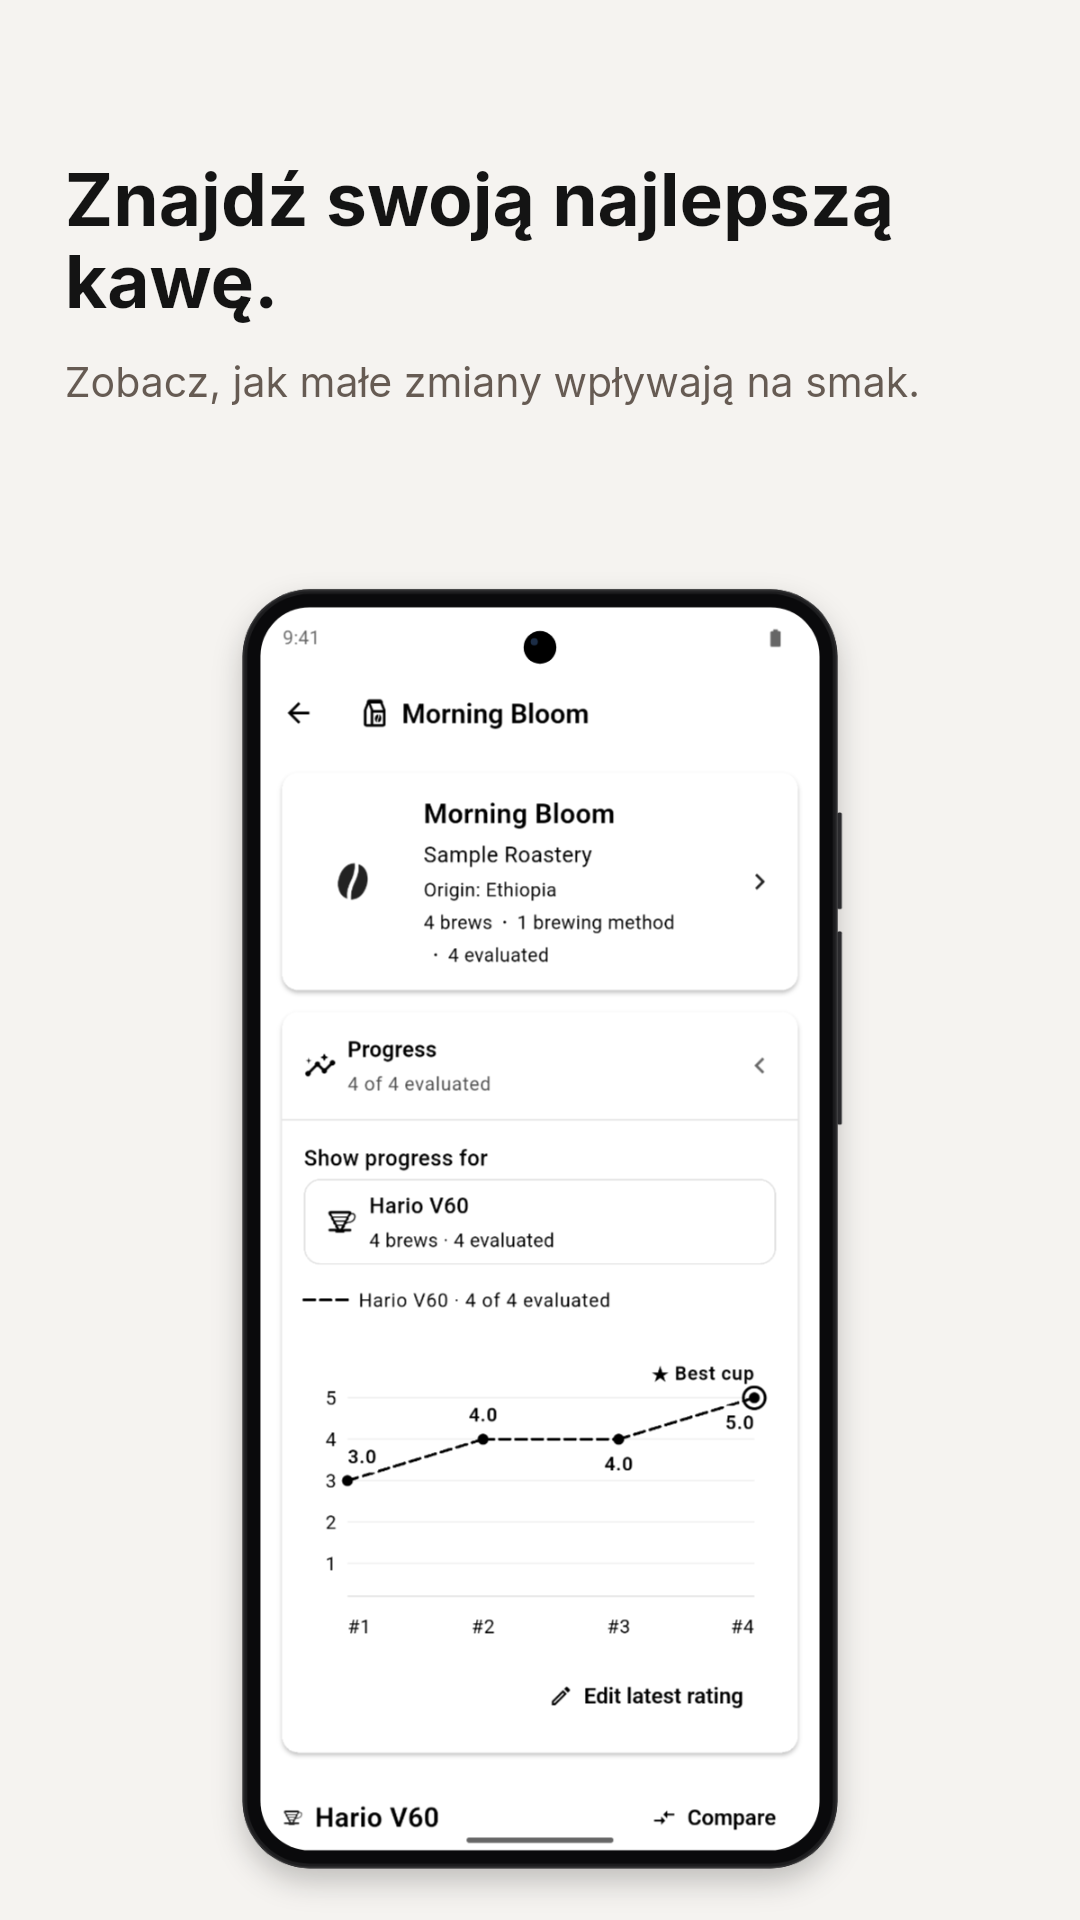 Znajdź swoją najlepszą
kawę.
Zobacz, jak małe zmiany wpływają na smak.
9:41
Morning Bloom
Morning Bloom
Sample Roastery
Origin: Ethiopia
4 brews · 1 brewing method
· 4 evaluated
Progress
4 of 4 evaluated
Show progress for
Hario V60
4 brews · 4 evaluated
Hario V60 · 4 of 4 evaluated
★ Best cup
5
4.0
5.0
4
3.0
4.0
3
2
1
#1 #2 #3 #4
Edit latest rating
Hario V60
Compare